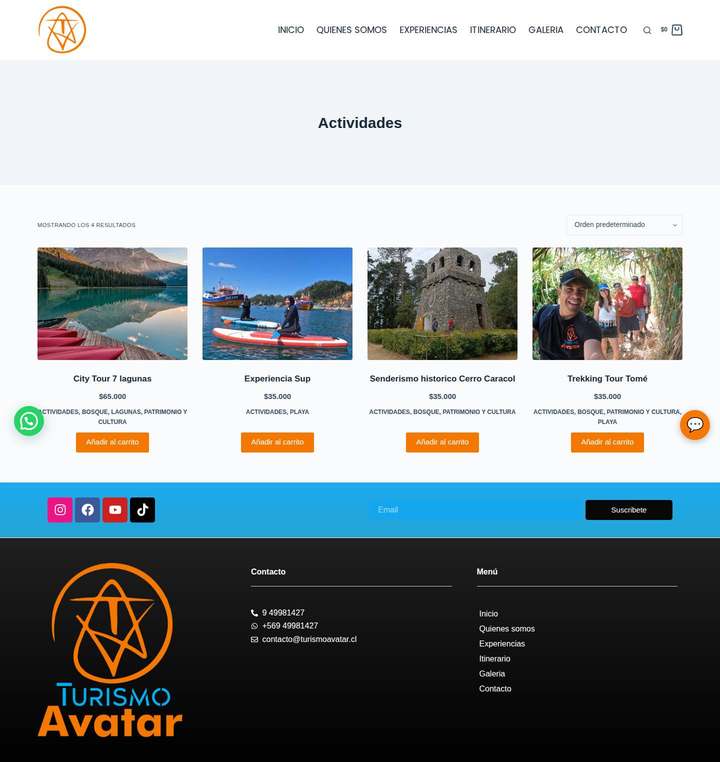 INICIO QUIENES SOMOS EXPERIENCIAS ITINERARIO GALERIA CONTACTO $0
Actividades
MOSTRANDO LOS 4 RESULTADOS
Orden predeterminado
City Tour 7 lagunas
$65.000
ACTIVIDADES, BOSQUE, LAGUNAS, PATRIMONIO Y
CULTURA
Añadir al carrito
Experiencia Sup
$35.000
ACTIVIDADES, PLAYA
Añadir al carrito
Senderismo historico Cerro Caracol
$35.000
ACTIVIDADES, BOSQUE, PATRIMONIO Y CULTURA
Añadir al carrito
Trekking Tour Tomé
$35.000
ACTIVIDADES, BOSQUE, PATRIMONIO Y CULTURA,
PLAYA
Añadir al carrito
Email
Suscribete
TURISMO
Avatar
Contacto
9 49981427
+569 49981427
contacto@turismoavatar.cl
Menú
Inicio
Quienes somos
Experiencias
Itinerario
Galeria
Contacto